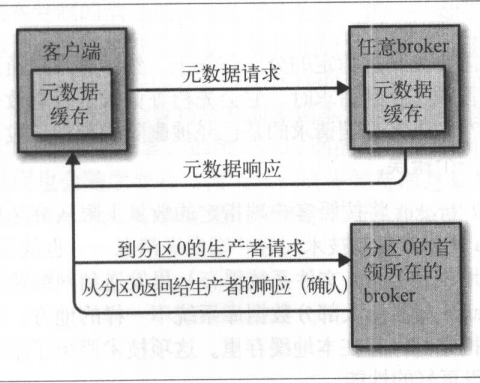 客户端
任意broker
元数据
缓存
元数据请求
元数据
缓存
元数据响应
到分区0的生产者请求
从分区0返回给生产者的响应（确认）
分区0的首
领所在的
broker